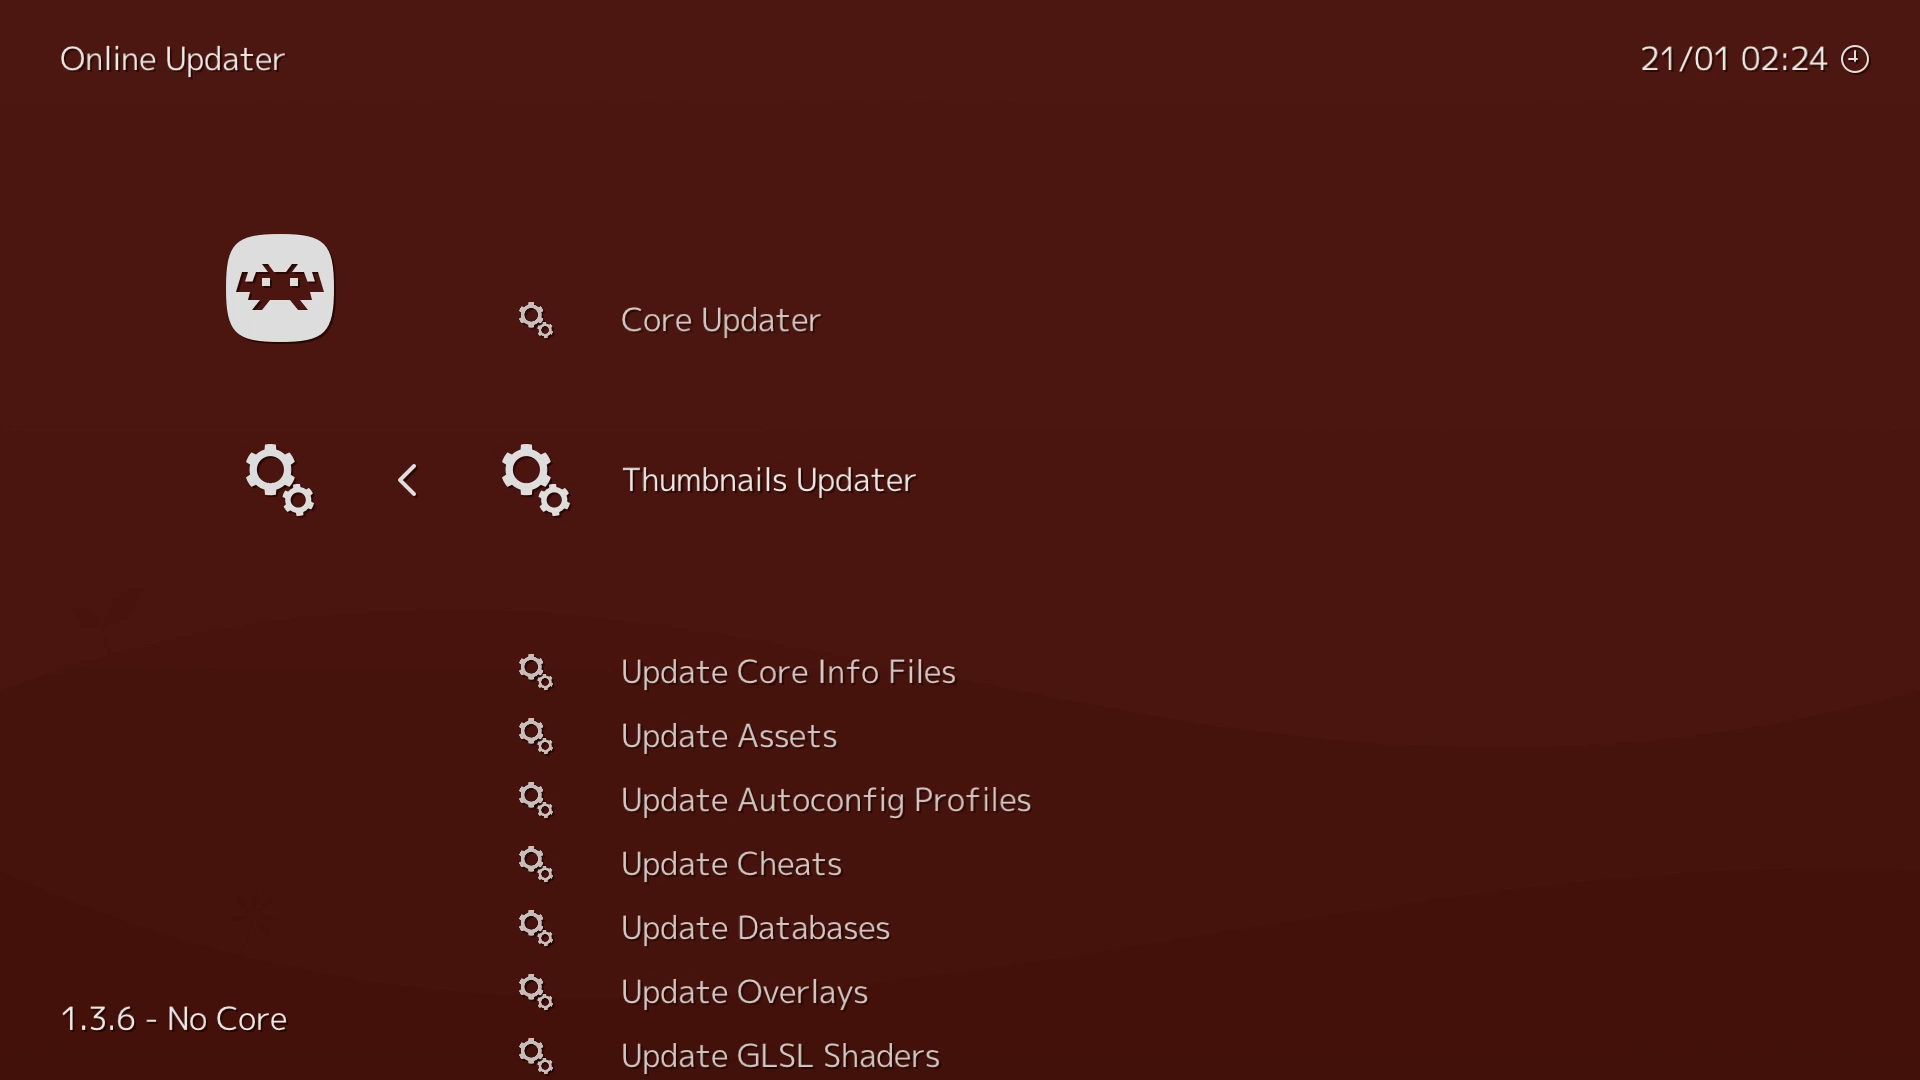 Online Updater
21/01 02:24
Core Updater
Thumbnails Updater
Update Core Info Files
Update Assets
Update Autoconfig Profiles
Update Cheats
Update Databases
Update Overlays
1.3.6 - No Core
Update GLSL Shaders